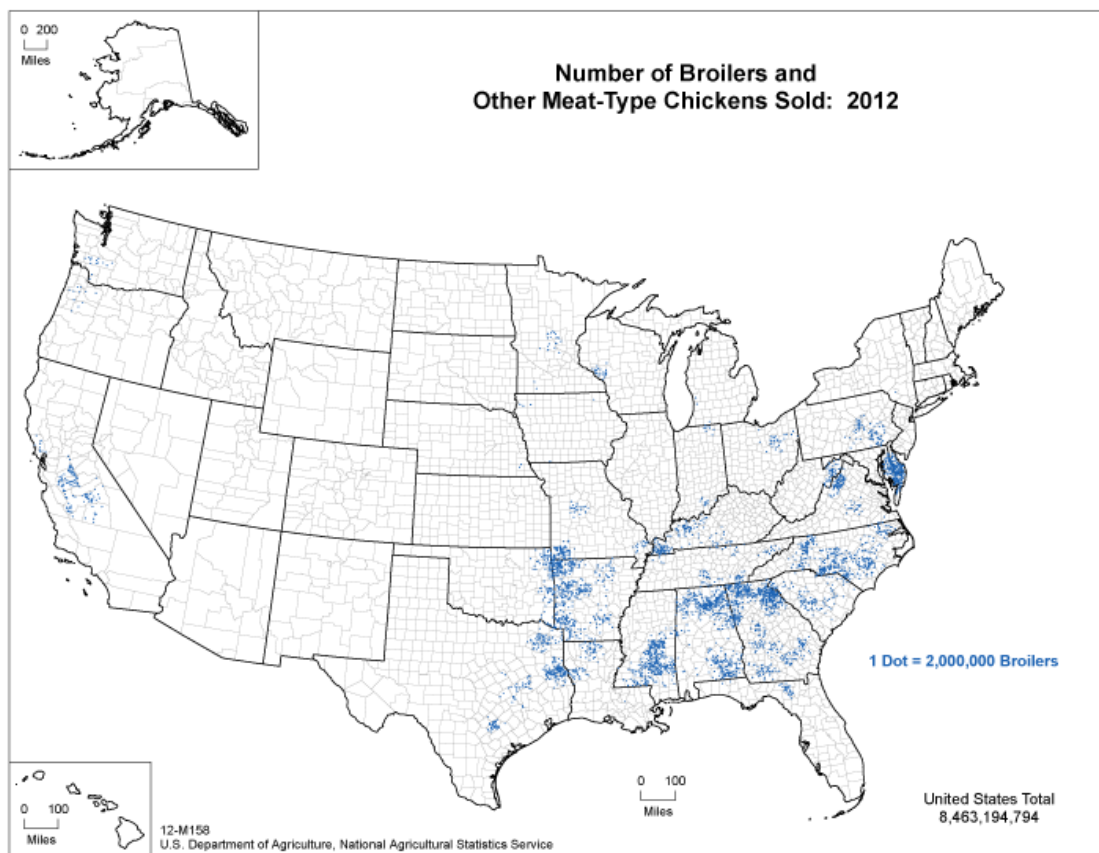 0 200
Miles
Number of Broilers and
Other Meat-Type Chickens Sold: 2012
1 Dot = 2,000,000 Broilers
0 100
Miles
0 100
Miles
United States Total
8,463,194,794
12-M158
U.S. Department of Agriculture, National Agricultural Statistics Service